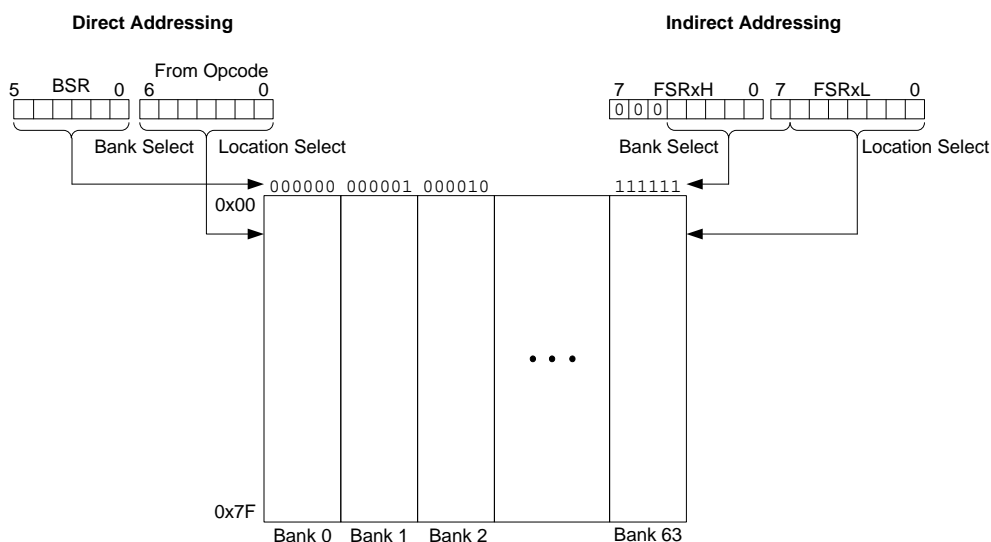 Direct Addressing
Indirect Addressing
From Opcode
5 BSR 0 6 0
7 FSRxH 0 7 FSRxL 0
0 0 0
Bank Select Location Select
Bank Select Location Select
000000 000001 000010 111111
0x00
0x7F
Bank 0 Bank 1 Bank 2 Bank 63